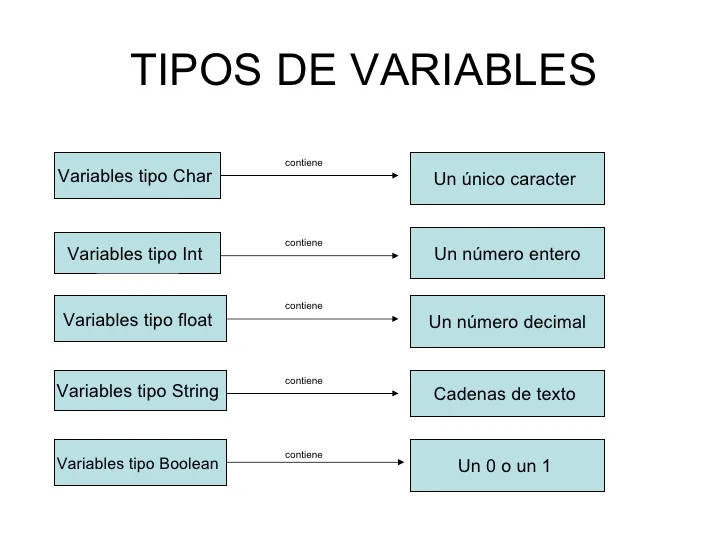 TIPOS DE VARIABLES
Variables tipo Char
contiene
Un único caracter
Variables tipo Int
contiene
Un número entero
Variables tipo float
contiene
Un número decimal
Variables tipo String
contiene
Cadenas de texto
Variables tipo Boolean
contiene
Un 0 o un 1